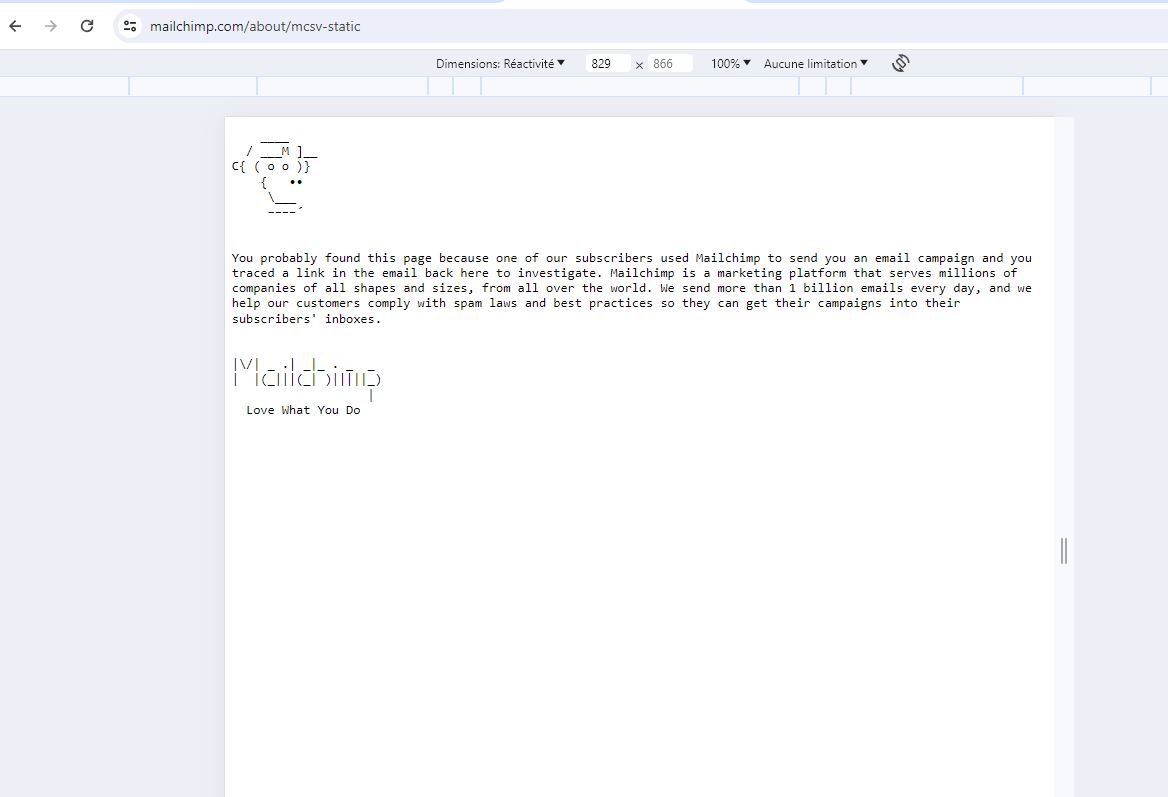 mailchimp.com/about/mcsv-static
Dimensions: Réactivité ▼ 829 × 866 100% ▼ Aucune limitation ▼
You probably found this page because one of our subscribers used Mailchimp to send you an email campaign and you
traced a link in the email back here to investigate. Mailchimp is a marketing platform that serves millions of
companies of all shapes and sizes, from all over the world. We send more than 1 billion emails every day, and we
help our customers comply with spam laws and best practices so they can get their campaigns into their
subscribers' inboxes.
Love What You Do